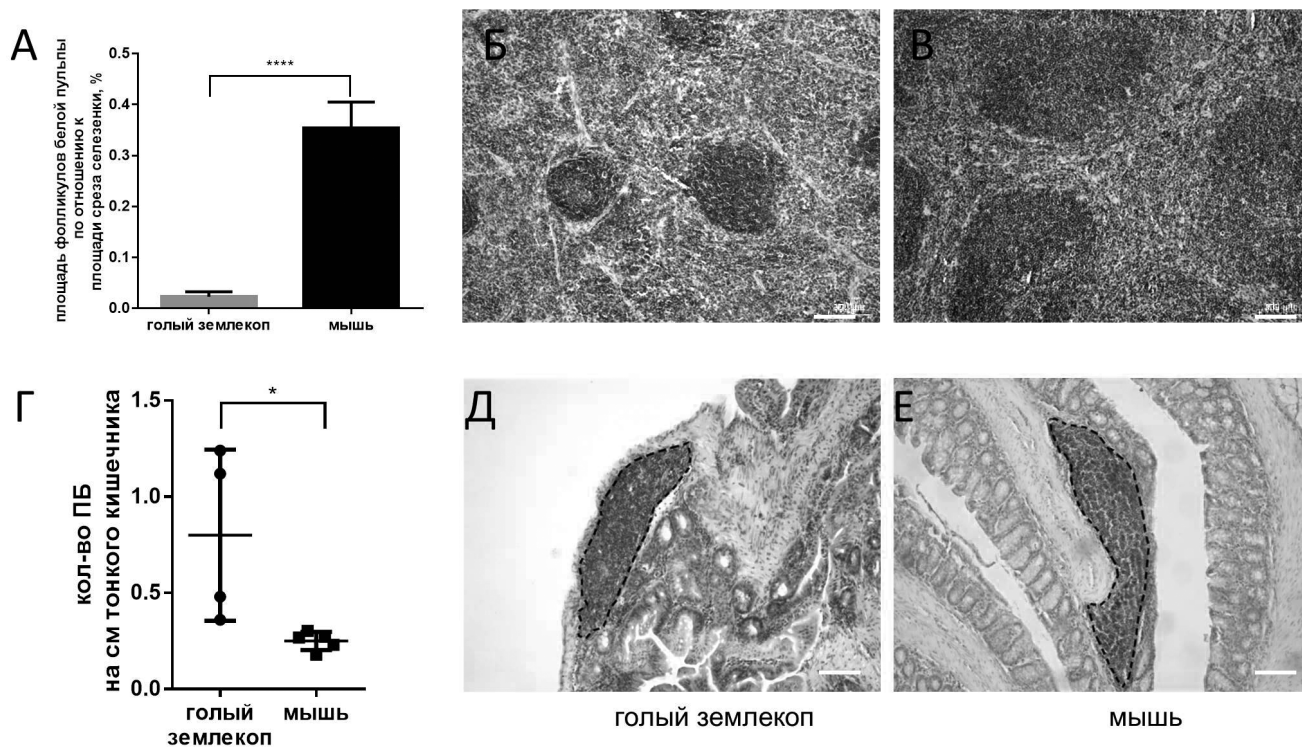 А
площадь фолликулов белой пульпы
по отношению к
площади среза селезенки, %
0.5
0.4
0.3
0.2
0.1
0.0
****
голый землекоп
мышь
Б
В
Г
кол-во ПБ
на см тонкого кишечника
1.5
1.0
0.5
0.0
*
голый
землекоп
мышь
Д
Е
голый землекоп
мышь